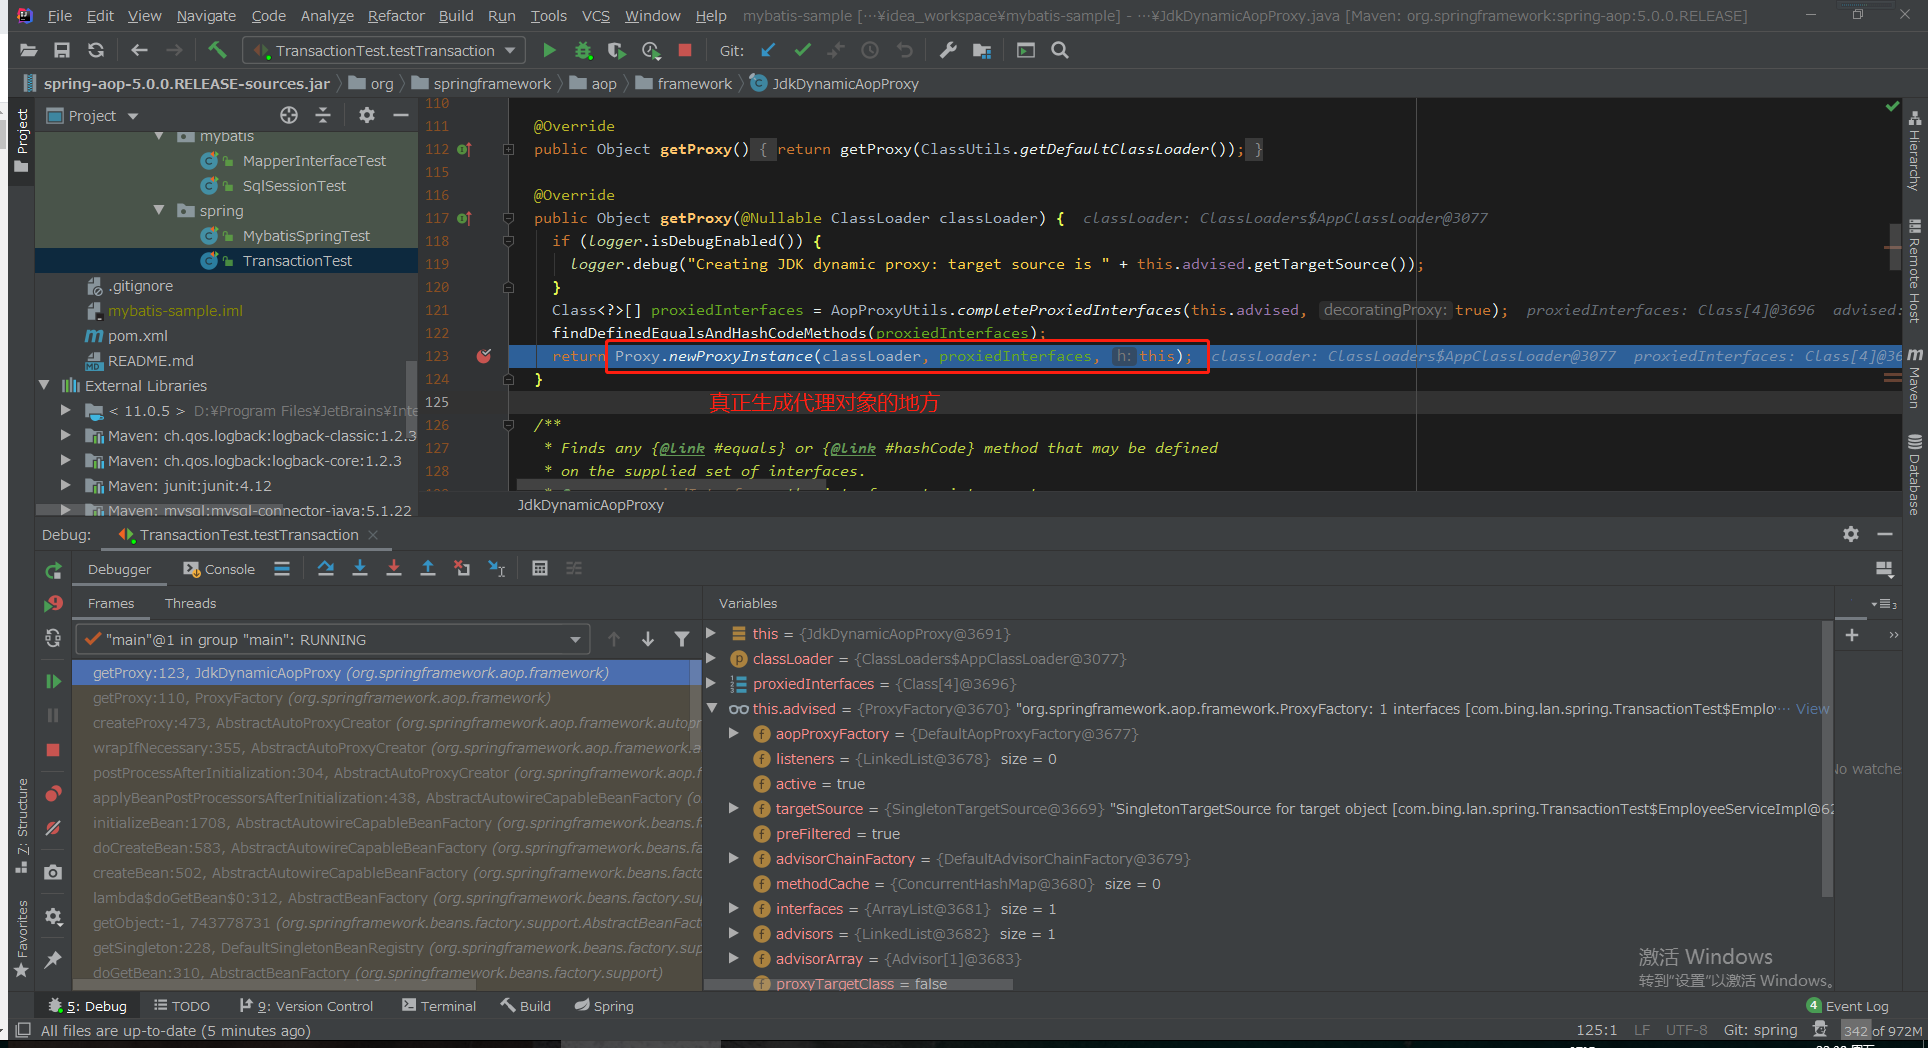 File Edit View Navigate Code Analyze Refactor Build Run Tools VCS Window Help mybatis-sample [···¥idea_workspace¥mybatis-sample] - ···¥JdkDynamicAopProxy.java [Maven: org.springframework:spring-aop:5.0.0.RELEASE]
TransactionTest.testTransaction Git:
spring-aop-5.0.0.RELEASE-sources.jar org springframework aop framework JdkDynamicAopProxy
Project
mybatis
MapperInterfaceTest
SqlSessionTest
spring
MybatisSpringTest
TransactionTest
.gitignore
mybatis-sample.iml
pom.xml
README.md
External Libraries
< 11.0.5 > D:¥Program Files¥JetBrains¥Inte
Maven: ch.qos.logback:logback-classic:1.2.3
Maven: ch.qos.logback:logback-core:1.2.3
Maven: junit:junit:4.12
Maven: mysql:mysql-connector-java:5.1.22
Project
7: Structure
Favorites
110
111 @Override
112 public Object getProxy() { return getProxy(ClassUtils.getDefaultClassLoader()); }
115
116 @Override
117 public Object getProxy(@Nullable ClassLoader classLoader) { classLoader: ClassLoaders$AppClassLoader@3077
118 if (logger.isDebugEnabled()) {
119 logger.debug("Creating JDK dynamic proxy: target source is " + this.advised.getTargetSource());
120 }
121 Class<?>[] proxiedInterfaces = AopProxyUtils.completeProxiedInterfaces(this.advised, decoratingProxy: true); proxiedInterfaces: Class[4]@3696 advised:
122 findDefinedEqualsAndHashCodeMethods(proxiedInterfaces);
123 return Proxy.newProxyInstance(classLoader, proxiedInterfaces, h: this); classLoader: ClassLoaders$AppClassLoader@3077 proxiedInterfaces: Class[4]@36
124 }
125 真正生成代理对象的地方
126 /**
127 * Finds any {@link #equals} or {@link #hashCode} method that may be defined
128 * on the supplied set of interfaces.
JdkDynamicAopProxy
Hierarchy
Remote Host
Maven
Database
Debug: TransactionTest.testTransaction
Debugger Console
Frames Threads
"main"@1 in group "main": RUNNING
getProxy:123, JdkDynamicAopProxy (org.springframework.aop.framework)
getProxy:110, ProxyFactory (org.springframework.aop.framework)
createProxy:473, AbstractAutoProxyCreator (org.springframework.aop.framework.autopr
wrapIfNecessary:355, AbstractAutoProxyCreator (org.springframework.aop.framework.a
postProcessAfterInitialization:304, AbstractAutoProxyCreator (org.springframework.aop.f
applyBeanPostProcessorsAfterInitialization:438, AbstractAutowireCapableBeanFactory (o
initializeBean:1708, AbstractAutowireCapableBeanFactory (org.springframework.beans.f
doCreateBean:583, AbstractAutowireCapableBeanFactory (org.springframework.beans.f
createBean:502, AbstractAutowireCapableBeanFactory (org.springframework.beans.fact
lambda$doGetBean$0:312, AbstractBeanFactory (org.springframework.beans.factory.su
getObject:-1, 743778731 (org.springframework.beans.factory.support.AbstractBeanFact
getSingleton:228, DefaultSingletonBeanRegistry (org.springframework.beans.factory.sup
doGetBean:310, AbstractBeanFactory (org.springframework.beans.factory.support)
Variables
this = {JdkDynamicAopProxy@3691}
classLoader = {ClassLoaders$AppClassLoader@3077}
proxiedInterfaces = {Class[4]@3696}
this.advised = {ProxyFactory@3670} "org.springframework.aop.framework.ProxyFactory: 1 interfaces [com.bing.lan.spring.TransactionTest$Emplo··· View
aopProxyFactory = {DefaultAopProxyFactory@3677}
listeners = {LinkedList@3678} size = 0
active = true
targetSource = {SingletonTargetSource@3669} "SingletonTargetSource for target object [com.bing.lan.spring.TransactionTest$EmployeeServiceImpl@62
preFiltered = true
advisorChainFactory = {DefaultAdvisorChainFactory@3679}
methodCache = {ConcurrentHashMap@3680} size = 0
interfaces = {ArrayList@3681} size = 1
advisors = {LinkedList@3682} size = 1
advisorArray = {Advisor[1]@3683}
proxyTargetClass = false
No watche
激活 Windows
转到"设置"以激活 Windows。
5: Debug TODO 9: Version Control Terminal Build Spring 4 Event Log
All files are up-to-date (5 minutes ago) 125:1 LF UTF-8 Git: spring 342 of 972M